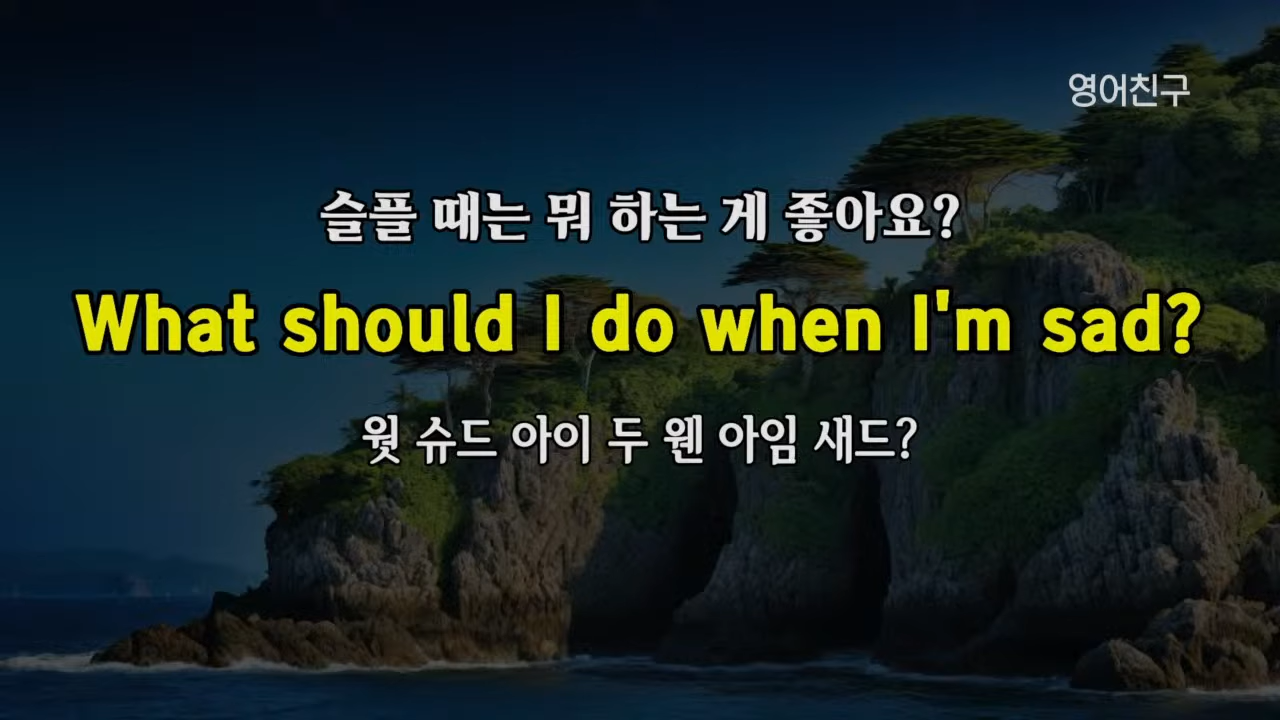 영어친구
슬플 때는 뭐 하는 게 좋아요?
What should I do when I'm sad?
웟 슈드 아이 두 웬 아임 새드?